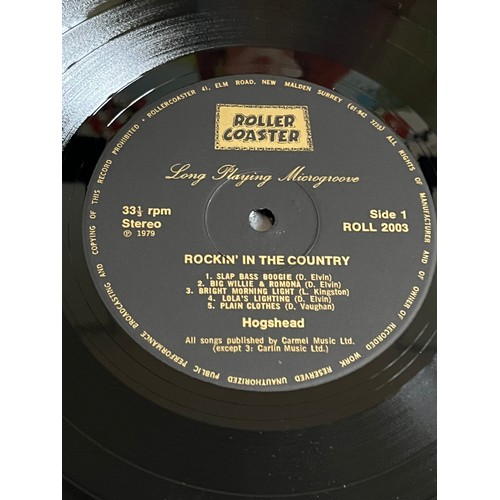 ROLLER
COASTER
Long Playing Microgroove
33⅓ rpm
Stereo
℗ 1979
Side 1
ROLL 2003
ROCKiN' IN THE COUNTRY
1. SLAP BASS BOOGIE (D. Elvin)
2. BIG WILLIE & ROMONA (D. Elvin)
3. BRIGHT MORNING LIGHT (L. Kingston)
4. LOLA'S LIGHTING (D. Elvin)
5. PLAIN CLOTHES (D. Vaughan)
Hogshead
All songs published by Carmel Music Ltd.
(except 3: Carlin Music Ltd.)
ROLLERCOASTER 41, ELM ROAD, NEW MALDEN SURREY (01-942 7235) ALL RIGHTS OF MANUFACTURER AND OF OWNER OF RECORDED WORK RESERVED UNAUTHORIZED PUBLIC PERFORMANCE BROADCASTING AND COPYING OF THIS RECORD PROHIBITED ·